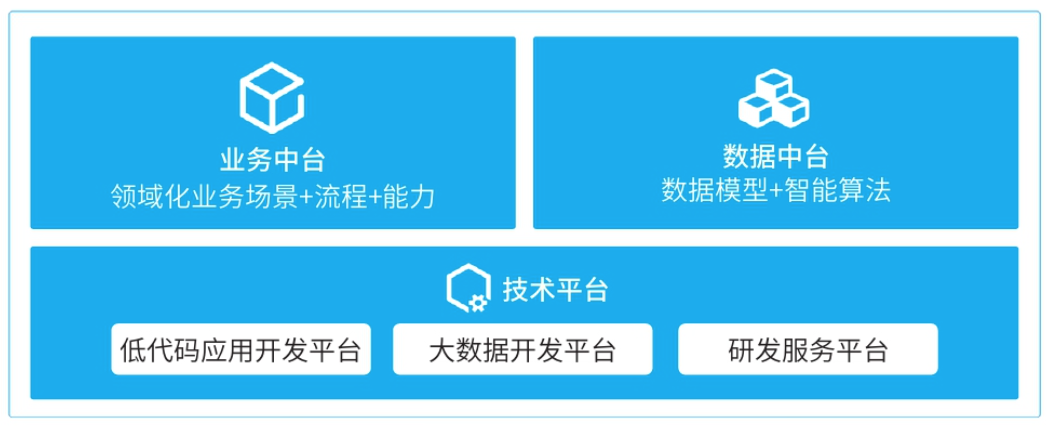 业务中台
领域化业务场景+流程+能力
数据中台
数据模型+智能算法
技术平台
低代码应用开发平台
大数据开发平台
研发服务平台